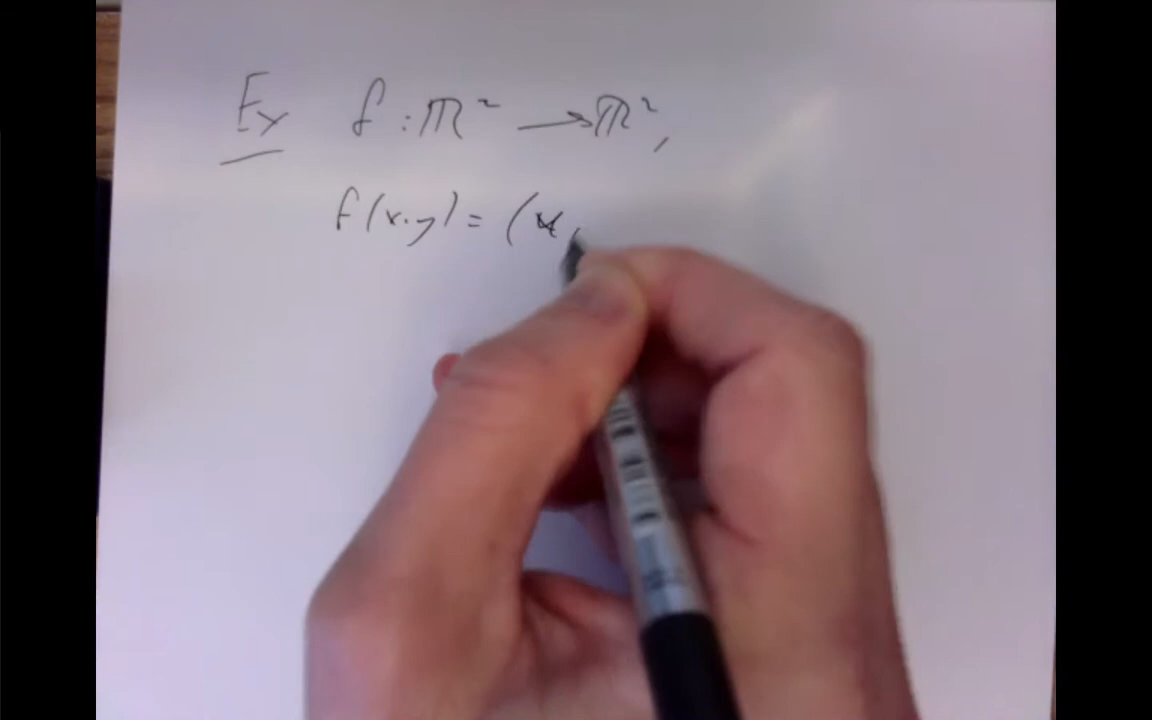 Ex f : ℝ² → ℝ²,
f(x,y) = (x,